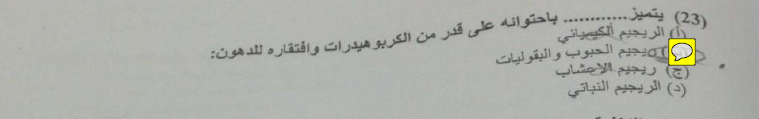 (23) يتميز ............ باحتوائه على قدر من الكربوهيدرات وافتقاره للدهون:
(أ) الريجيم الكيميائي
ريجيم الحبوب والبقوليات
(ج) ريجيم الاعشاب
(د) الريجيم النباتي